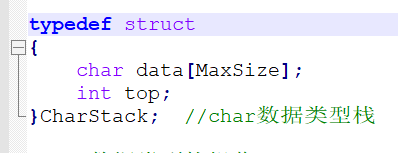 typedef struct
{
    char data[MaxSize];
    int top;
}CharStack;  //char数据类型栈